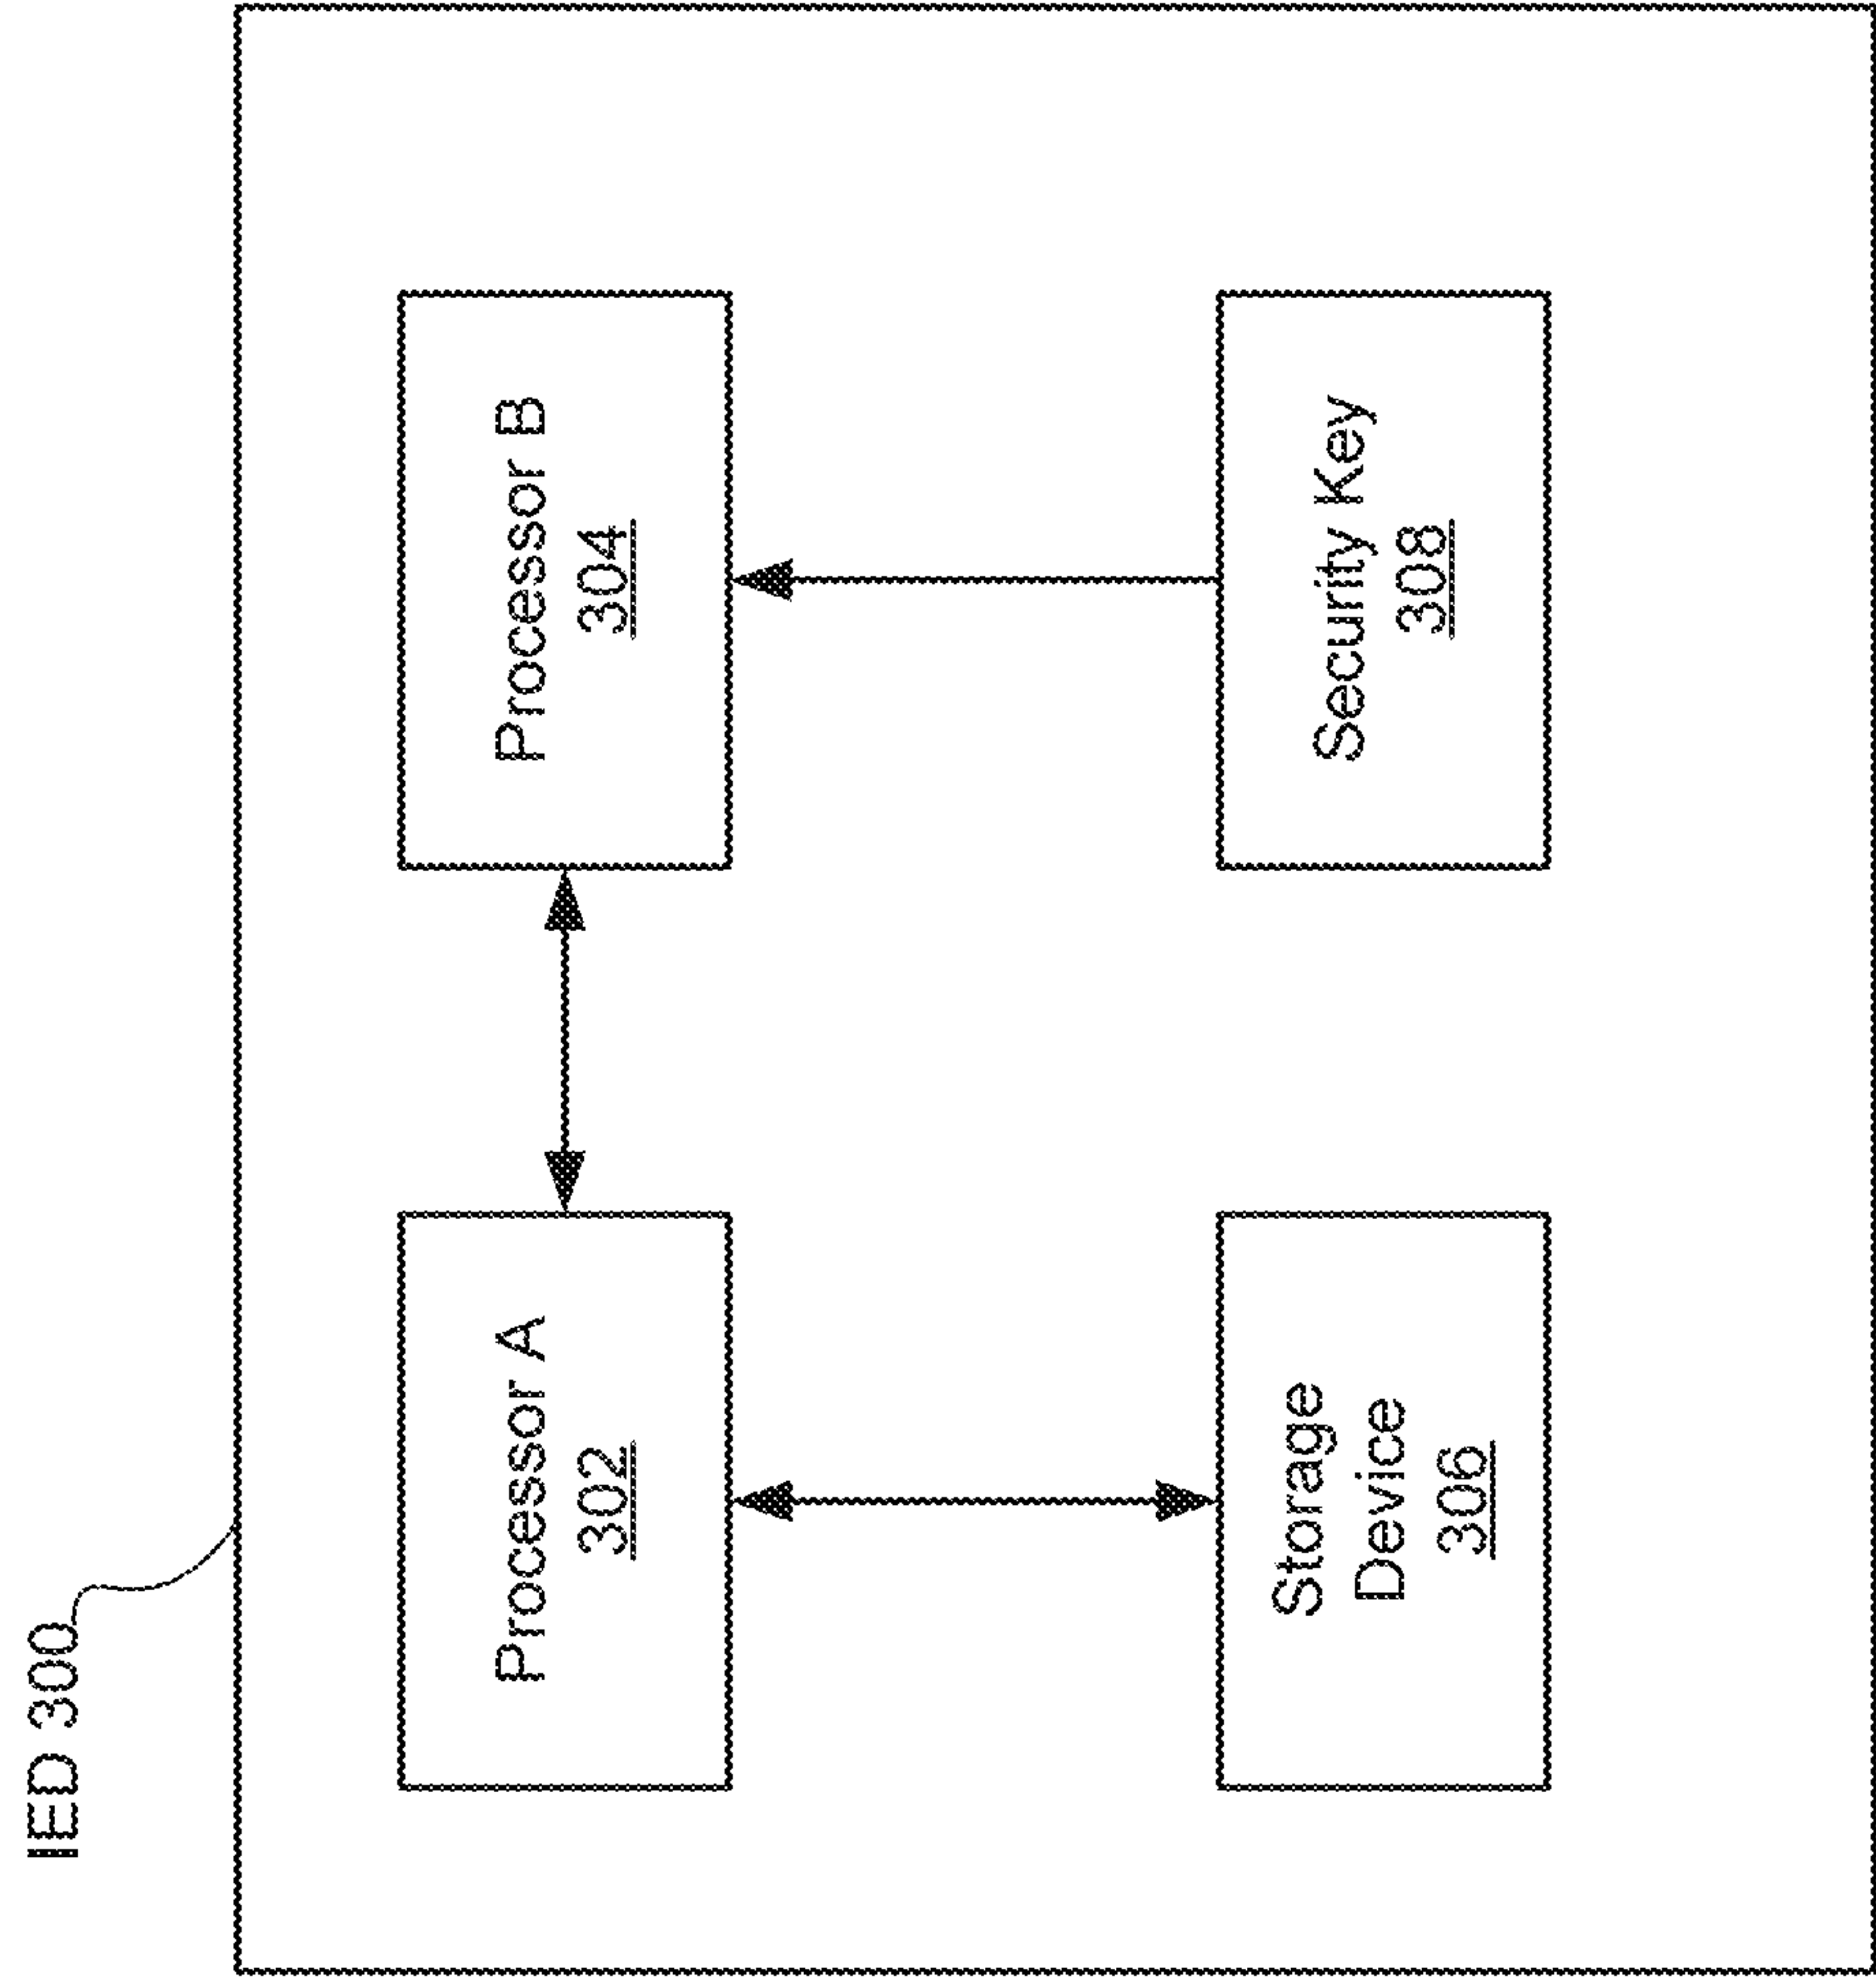 IED 300
Processor A
302
Processor B
304
Storage
Device
306
Security Key
308